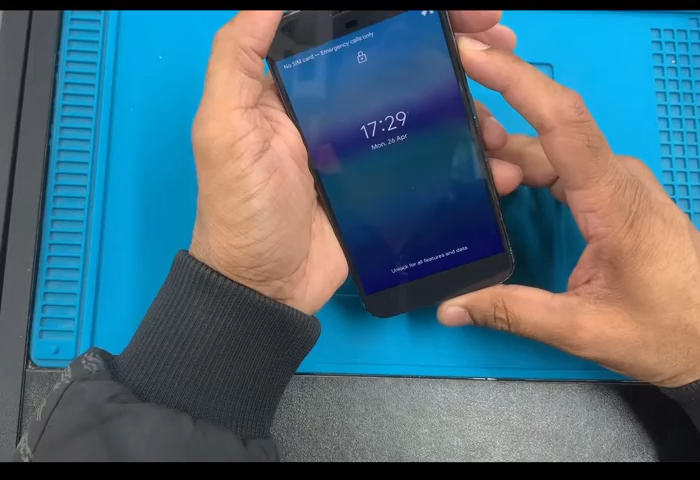 No SIM card — Emergency calls only
17:29
Mon, 26 Apr
Unlock for all features and data